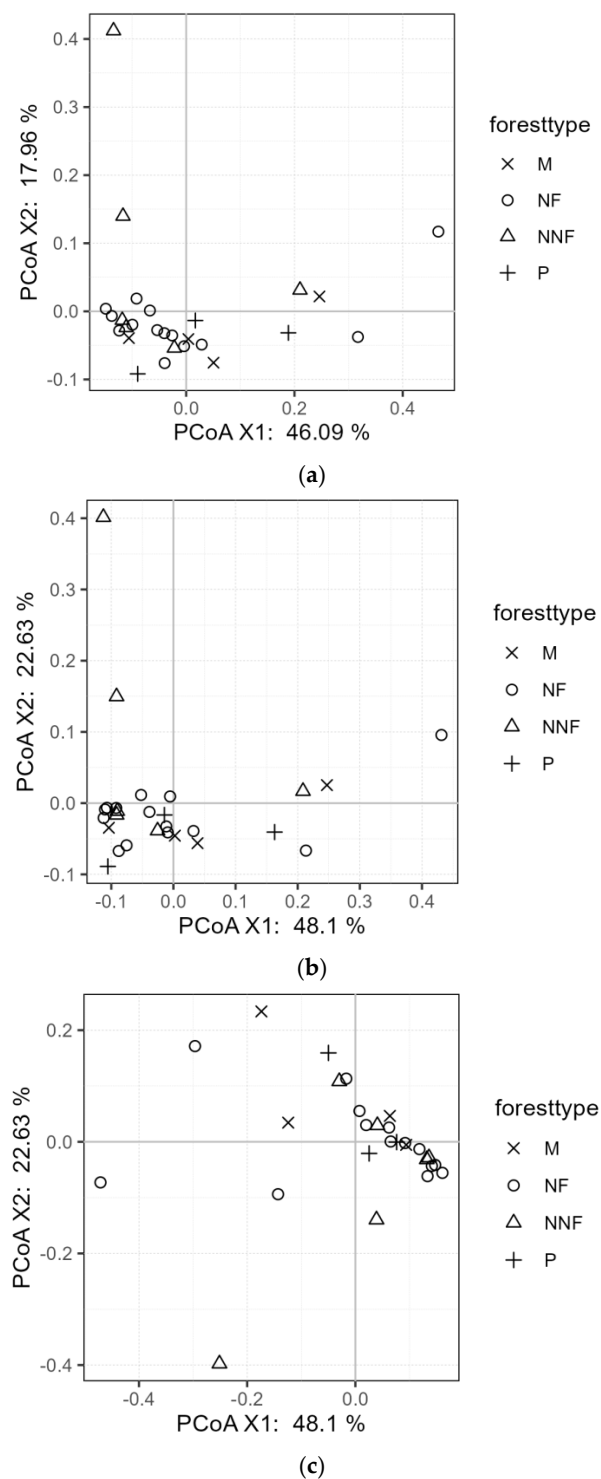 0.4
0.3
0.2
0.1
0.0
-0.1
PCoA X2: 17.96 %
0.0 0.2 0.4
PCoA X1: 46.09 %
foresttype
M
NF
NNF
P
(a)
0.4
0.3
0.2
0.1
0.0
-0.1
PCoA X2: 22.63 %
-0.1 0.0 0.1 0.2 0.3 0.4
PCoA X1: 48.1 %
foresttype
M
NF
NNF
P
(b)
0.2
0.0
-0.2
-0.4
PCoA X2: 22.63 %
-0.4 -0.2 0.0
PCoA X1: 48.1 %
foresttype
M
NF
NNF
P
(c)